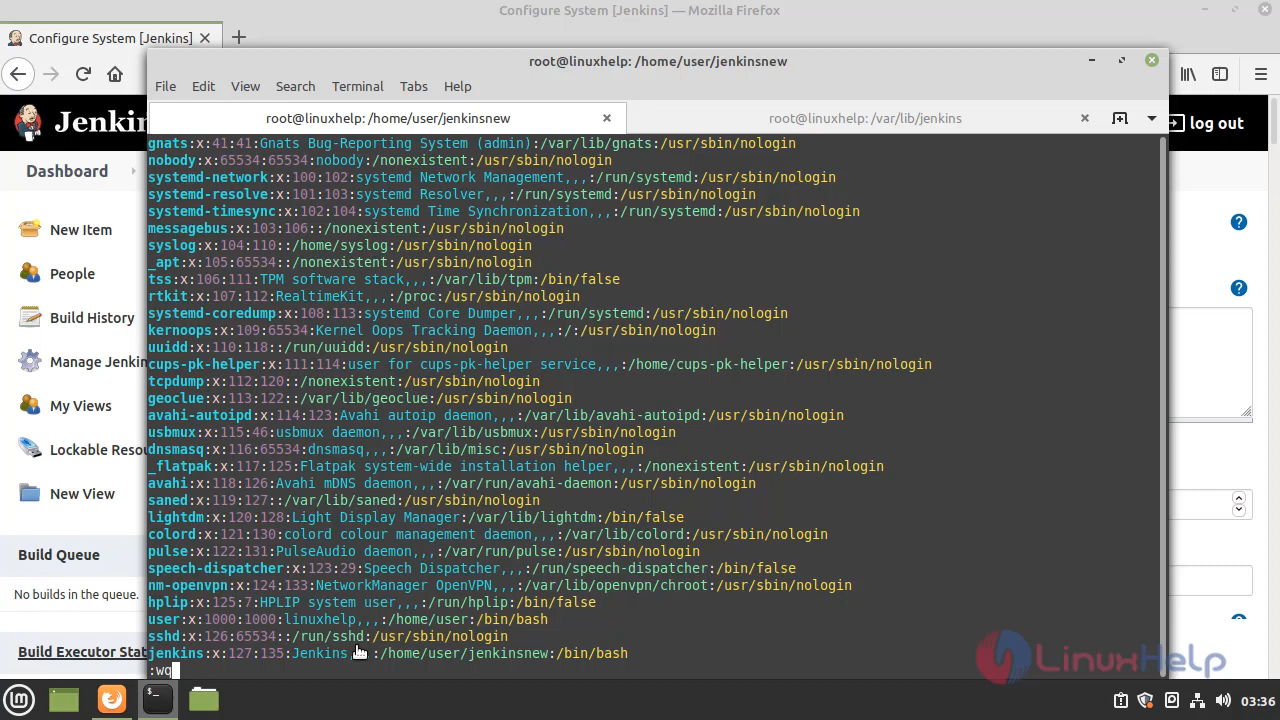 Configure System [Jenkins] — Mozilla Firefox
Configure System [Jenkins]
root@linuxhelp: /home/user/jenkinsnew
File Edit View Search Terminal Tabs Help
root@linuxhelp: /home/user/jenkinsnew
root@linuxhelp: /var/lib/jenkins
Jenkin
log out
Dashboard
New Item
People
Build History
Manage Jenkin
My Views
Lockable Resou
New View
Build Queue
No builds in the queue.
Build Executor Stat
gnats:x:41:41:Gnats Bug-Reporting System (admin):/var/lib/gnats:/usr/sbin/nologin
nobody:x:65534:65534:nobody:/nonexistent:/usr/sbin/nologin
systemd-network:x:100:102:systemd Network Management,,,:/run/systemd:/usr/sbin/nologin
systemd-resolve:x:101:103:systemd Resolver,,,:/run/systemd:/usr/sbin/nologin
systemd-timesync:x:102:104:systemd Time Synchronization,,,:/run/systemd:/usr/sbin/nologin
messagebus:x:103:106::/nonexistent:/usr/sbin/nologin
syslog:x:104:110::/home/syslog:/usr/sbin/nologin
_apt:x:105:65534::/nonexistent:/usr/sbin/nologin
tss:x:106:111:TPM software stack,,,:/var/lib/tpm:/bin/false
rtkit:x:107:112:RealtimeKit,,,:/proc:/usr/sbin/nologin
systemd-coredump:x:108:113:systemd Core Dumper,,,:/run/systemd:/usr/sbin/nologin
kernoops:x:109:65534:Kernel Oops Tracking Daemon,,,:/:/usr/sbin/nologin
uuidd:x:110:118::/run/uuidd:/usr/sbin/nologin
cups-pk-helper:x:111:114:user for cups-pk-helper service,,,:/home/cups-pk-helper:/usr/sbin/nologin
tcpdump:x:112:120::/nonexistent:/usr/sbin/nologin
geoclue:x:113:122::/var/lib/geoclue:/usr/sbin/nologin
avahi-autoipd:x:114:123:Avahi autoip daemon,,,:/var/lib/avahi-autoipd:/usr/sbin/nologin
usbmux:x:115:46:usbmux daemon,,,:/var/lib/usbmux:/usr/sbin/nologin
dnsmasq:x:116:65534:dnsmasq,,,:/var/lib/misc:/usr/sbin/nologin
_flatpak:x:117:125:Flatpak system-wide installation helper,,,:/nonexistent:/usr/sbin/nologin
avahi:x:118:126:Avahi mDNS daemon,,,:/var/run/avahi-daemon:/usr/sbin/nologin
saned:x:119:127::/var/lib/saned:/usr/sbin/nologin
lightdm:x:120:128:Light Display Manager:/var/lib/lightdm:/bin/false
colord:x:121:130:colord colour management daemon,,,:/var/lib/colord:/usr/sbin/nologin
pulse:x:122:131:PulseAudio daemon,,,:/var/run/pulse:/usr/sbin/nologin
speech-dispatcher:x:123:29:Speech Dispatcher,,,:/run/speech-dispatcher:/bin/false
nm-openvpn:x:124:133:NetworkManager OpenVPN,,,:/var/lib/openvpn/chroot:/usr/sbin/nologin
hplip:x:125:7:HPLIP system user,,,:/run/hplip:/bin/false
user:x:1000:1000:linuxhelp,,,:/home/user:/bin/bash
sshd:x:126:65534::/run/sshd:/usr/sbin/nologin
jenkins:x:127:135:Jenkins,,,:/home/user/jenkinsnew:/bin/bash
:wq
LinuxHelp
03:36